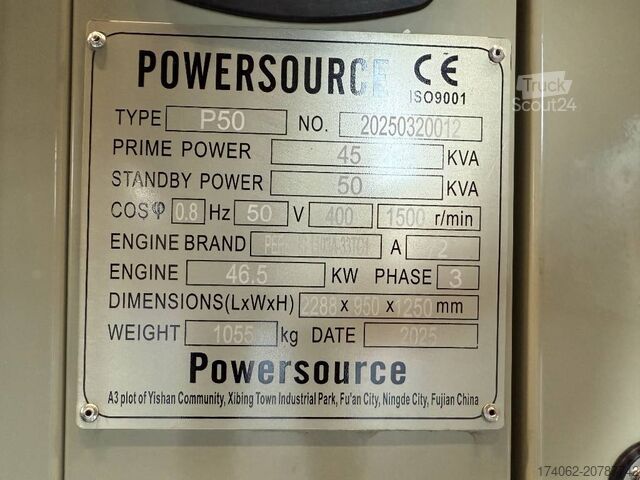 POWERSOURCE CE
ISO9001
Truck
Scout24
TYPE P50 NO. 20250320012
PRIME POWER 45 KVA
STANDBY POWER 50 KVA
COSφ 0.8 Hz 50 V 400 1500 r/min
ENGINE BRAND A 72
ENGINE 46.5 KW PHASE 3
DIMENSIONS(LxWxH) 2288 x 950 x 1250 mm
WEIGHT 1055 kg DATE 2025
Powersource
A3 plot of Yishan Community, Xibing Town Industrial Park, Fu'an City, Ningde City, Fujian China